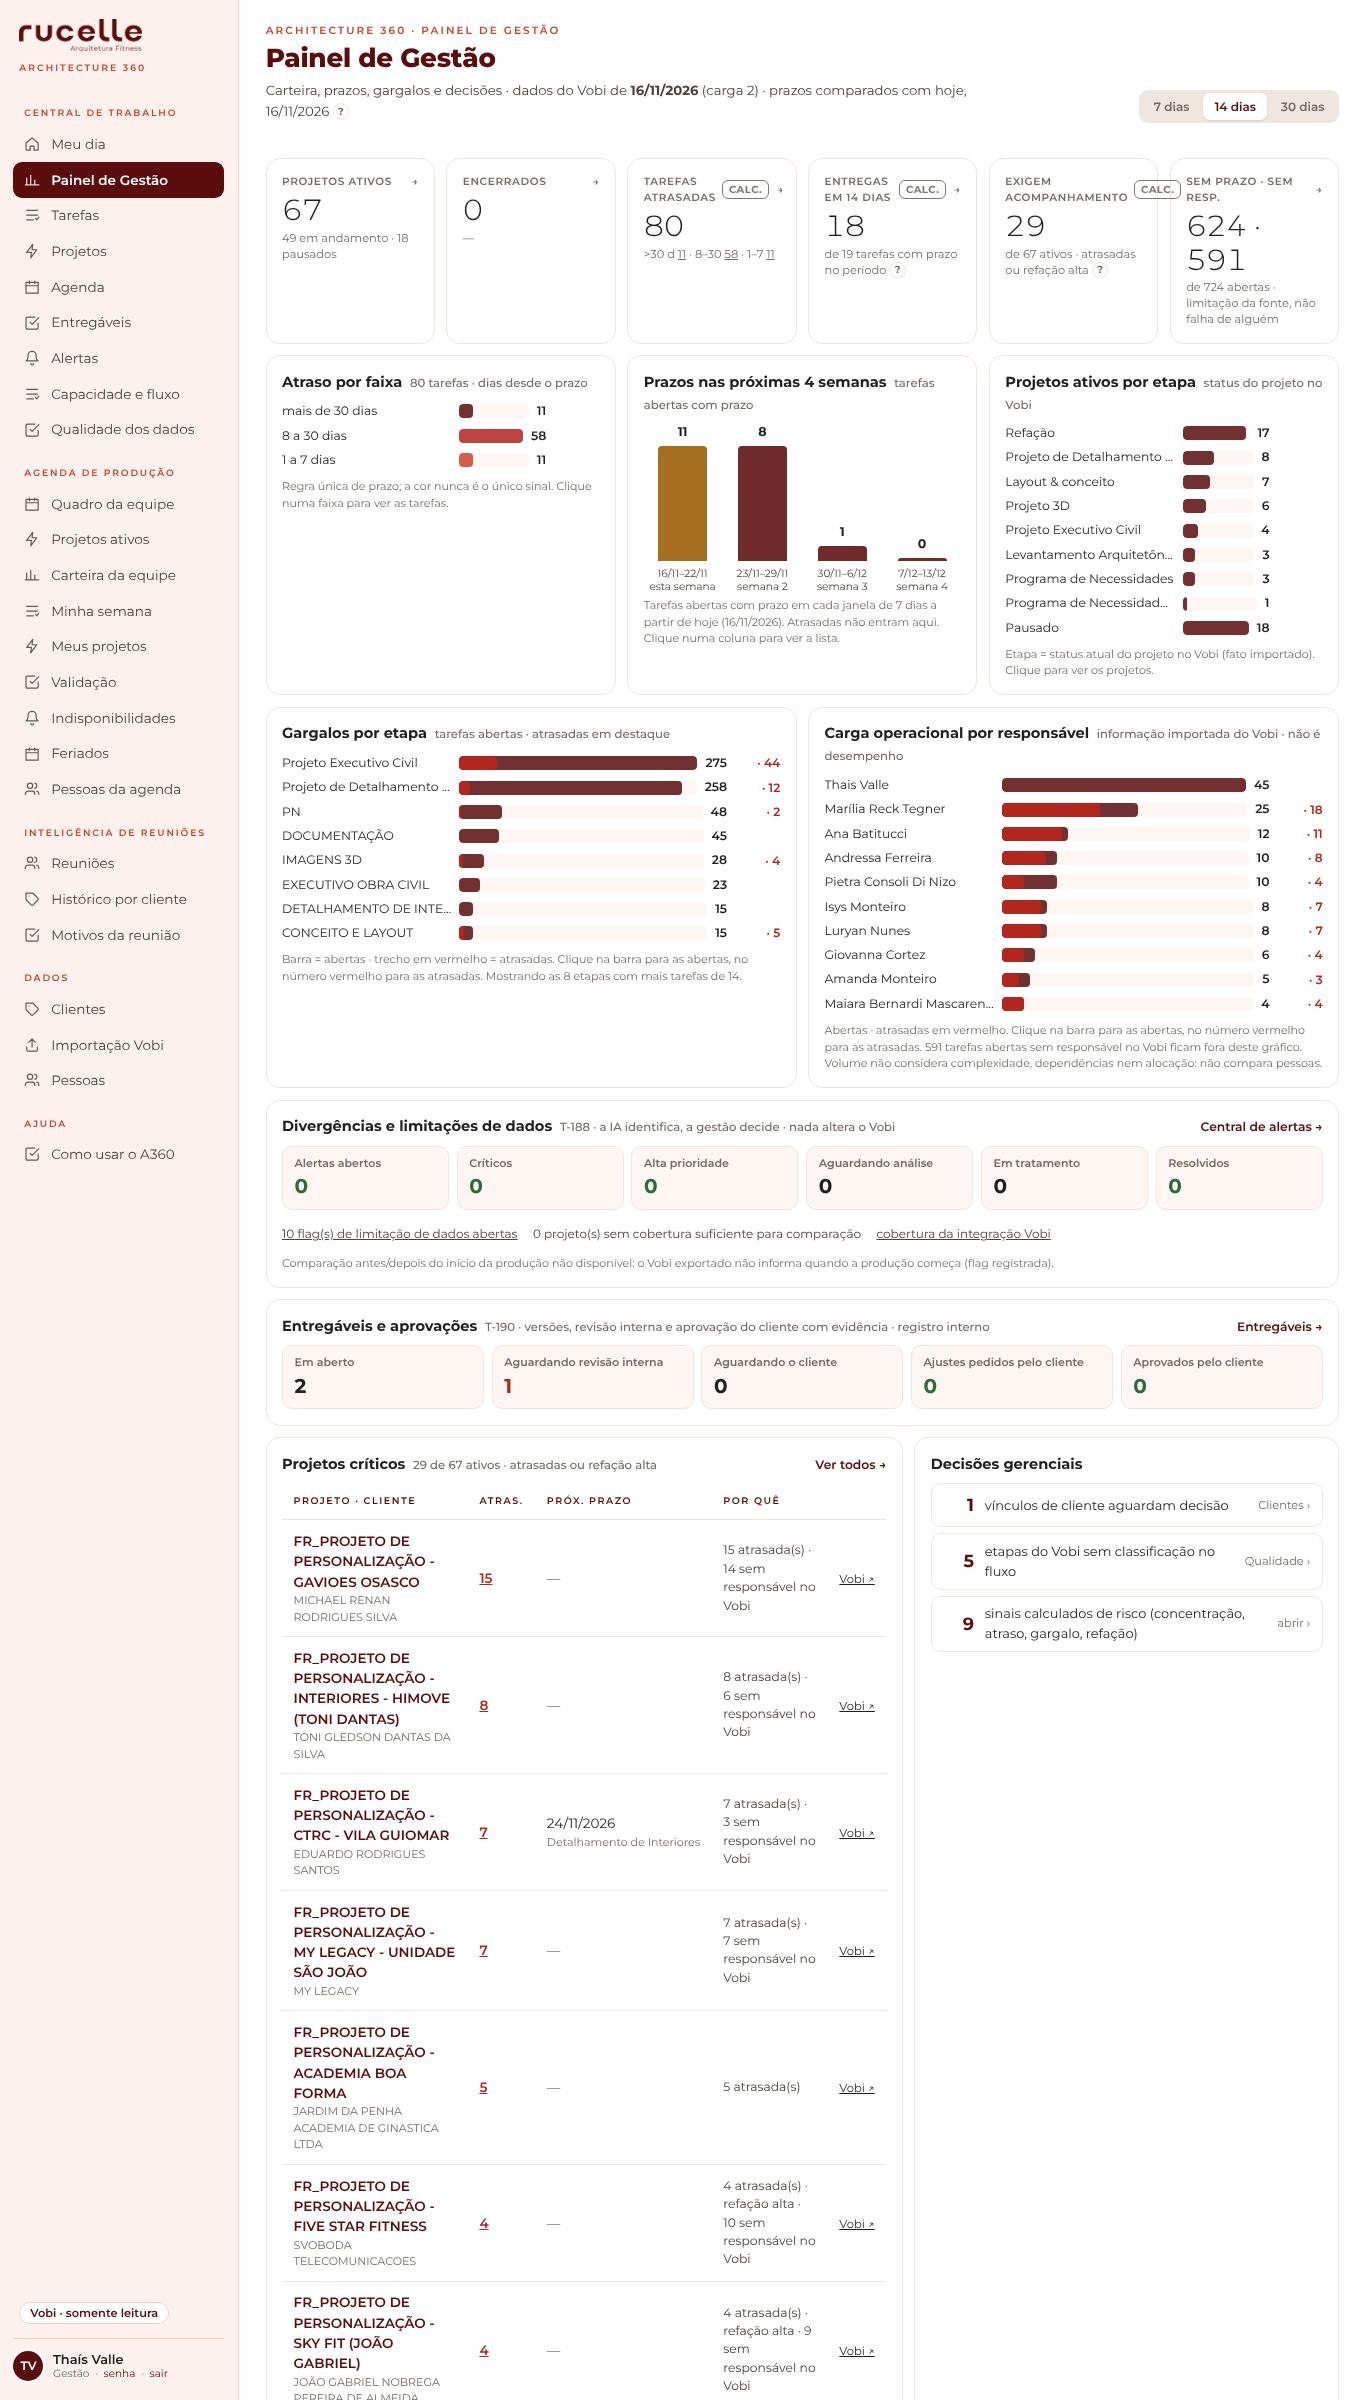 rucelle
Arquitetura Fitness
ARCHITECTURE 360
CENTRAL DE TRABALHO
Meu dia
Painel de Gestão
Tarefas
Projetos
Agenda
Entregáveis
Alertas
Capacidade e fluxo
Qualidade dos dados
AGENDA DE PRODUÇÃO
Quadro da equipe
Projetos ativos
Carteira da equipe
Minha semana
Meus projetos
Validação
Indisponibilidades
Feriados
Pessoas da agenda
INTELIGÊNCIA DE REUNIÕES
Reuniões
Histórico por cliente
Motivos da reunião
DADOS
Clientes
Importação Vobi
Pessoas
AJUDA
Como usar o A360
Vobi · somente leitura
TV
Thaís Valle
Gestão · senha · sair
ARCHITECTURE 360 · PAINEL DE GESTÃO
Painel de Gestão
Carteira, prazos, gargalos e decisões · dados do Vobi de 16/11/2026 (carga 2) · prazos comparados com hoje,
16/11/2026 ?
7 dias 14 dias 30 dias
PROJETOS ATIVOS →
67
49 em andamento · 18
pausados
ENCERRADOS →
0
—
TAREFAS
ATRASADAS CALC. →
80
>30 d 11 · 8–30 58 · 1–7 11
ENTREGAS
EM 14 DIAS CALC. →
18
de 19 tarefas com prazo
no período ?
EXIGEM
ACOMPANHAMENTO CALC.
29
de 67 ativos · atrasadas
ou refação alta ?
SEM PRAZO · SEM
RESP. →
624 ·
591
de 724 abertas ·
limitação da fonte, não
falha de alguém
Atraso por faixa 80 tarefas · dias desde o prazo
mais de 30 dias 11
8 a 30 dias 58
1 a 7 dias 11
Regra única de prazo; a cor nunca é o único sinal. Clique
numa faixa para ver as tarefas.
Prazos nas próximas 4 semanas tarefas
abertas com prazo
11 8 1 0
16/11–22/11 23/11–29/11 30/11–6/12 7/12–13/12
esta semana semana 2 semana 3 semana 4
Tarefas abertas com prazo em cada janela de 7 dias a
partir de hoje (16/11/2026). Atrasadas não entram aqui.
Clique numa coluna para ver a lista.
Projetos ativos por etapa status do projeto no
Vobi
Refação 17
Projeto de Detalhamento ... 8
Layout & conceito 7
Projeto 3D 6
Projeto Executivo Civil 4
Levantamento Arquitetôn... 3
Programa de Necessidades 3
Programa de Necessidad... 1
Pausado 18
Etapa = status atual do projeto no Vobi (fato importado).
Clique para ver os projetos.
Gargalos por etapa tarefas abertas · atrasadas em destaque
Projeto Executivo Civil 275 · 44
Projeto de Detalhamento ... 258 · 12
PN 48 · 2
DOCUMENTAÇÃO 45
IMAGENS 3D 28 · 4
EXECUTIVO OBRA CIVIL 23
DETALHAMENTO DE INTE... 15
CONCEITO E LAYOUT 15 · 5
Barra = abertas · trecho em vermelho = atrasadas. Clique na barra para as abertas, no
número vermelho para as atrasadas. Mostrando as 8 etapas com mais tarefas de 14.
Carga operacional por responsável informação importada do Vobi · não é
desempenho
Thais Valle 45
Marília Reck Tegner 25 · 18
Ana Batitucci 12 · 11
Andressa Ferreira 10 · 8
Pietra Consoli Di Nizo 10 · 4
Isys Monteiro 8 · 7
Luryan Nunes 8 · 7
Giovanna Cortez 6 · 4
Amanda Monteiro 5 · 3
Maiara Bernardi Mascaren... 4 · 4
Abertas · atrasadas em vermelho. Clique na barra para as abertas, no número vermelho
para as atrasadas. 591 tarefas abertas sem responsável no Vobi ficam fora deste gráfico.
Volume não considera complexidade, dependências nem alocação: não compara pessoas.
Divergências e limitações de dados T-188 · a IA identifica, a gestão decide · nada altera o Vobi Central de alertas →
Alertas abertos Críticos Alta prioridade Aguardando análise Em tratamento Resolvidos
0 0 0 0 0 0
10 flag(s) de limitação de dados abertas 0 projeto(s) sem cobertura suficiente para comparação cobertura da integração Vobi
Comparação antes/depois do início da produção não disponível: o Vobi exportado não informa quando a produção começa (flag registrada).
Entregáveis e aprovações T-190 · versões, revisão interna e aprovação do cliente com evidência · registro interno Entregáveis →
Em aberto Aguardando revisão interna Aguardando o cliente Ajustes pedidos pelo cliente Aprovados pelo cliente
2 1 0 0 0
Projetos críticos 29 de 67 ativos · atrasadas ou refação alta Ver todos →
PROJETO · CLIENTE ATRAS. PRÓX. PRAZO POR QUÊ
FR_PROJETO DE
PERSONALIZAÇÃO -
GAVIOES OSASCO
MICHAEL RENAN
RODRIGUES SILVA
15
—
15 atrasada(s) ·
14 sem
responsável no
Vobi
Vobi ↗
FR_PROJETO DE
PERSONALIZAÇÃO -
INTERIORES - HIMOVE
(TONI DANTAS)
TONI GLEDSON DANTAS DA
SILVA
8
—
8 atrasada(s) ·
6 sem
responsável no
Vobi
Vobi ↗
FR_PROJETO DE
PERSONALIZAÇÃO -
CTRC - VILA GUIOMAR
EDUARDO RODRIGUES
SANTOS
7
24/11/2026
Detalhamento de Interiores
7 atrasada(s) ·
3 sem
responsável no
Vobi
Vobi ↗
FR_PROJETO DE
PERSONALIZAÇÃO -
MY LEGACY - UNIDADE
SÃO JOÃO
MY LEGACY
7
—
7 atrasada(s) ·
7 sem
responsável no
Vobi
Vobi ↗
FR_PROJETO DE
PERSONALIZAÇÃO -
ACADEMIA BOA
FORMA
JARDIM DA PENHA
ACADEMIA DE GINASTICA
LTDA
5
—
5 atrasada(s)
Vobi ↗
FR_PROJETO DE
PERSONALIZAÇÃO -
FIVE STAR FITNESS
SVOBODA
TELECOMUNICACOES
4
—
4 atrasada(s) ·
refação alta ·
10 sem
responsável no
Vobi
Vobi ↗
FR_PROJETO DE
PERSONALIZAÇÃO -
SKY FIT (JOÃO
GABRIEL)
JOÃO GABRIEL NOBREGA
PEREIRA DE ALMEIDA
4
—
4 atrasada(s) ·
refação alta · 9
sem
responsável no
Vobi
Vobi ↗
Decisões gerenciais
1 vínculos de cliente aguardam decisão Clientes ›
5 etapas do Vobi sem classificação no
fluxo Qualidade ›
9 sinais calculados de risco (concentração,
atraso, gargalo, refação) abrir ›